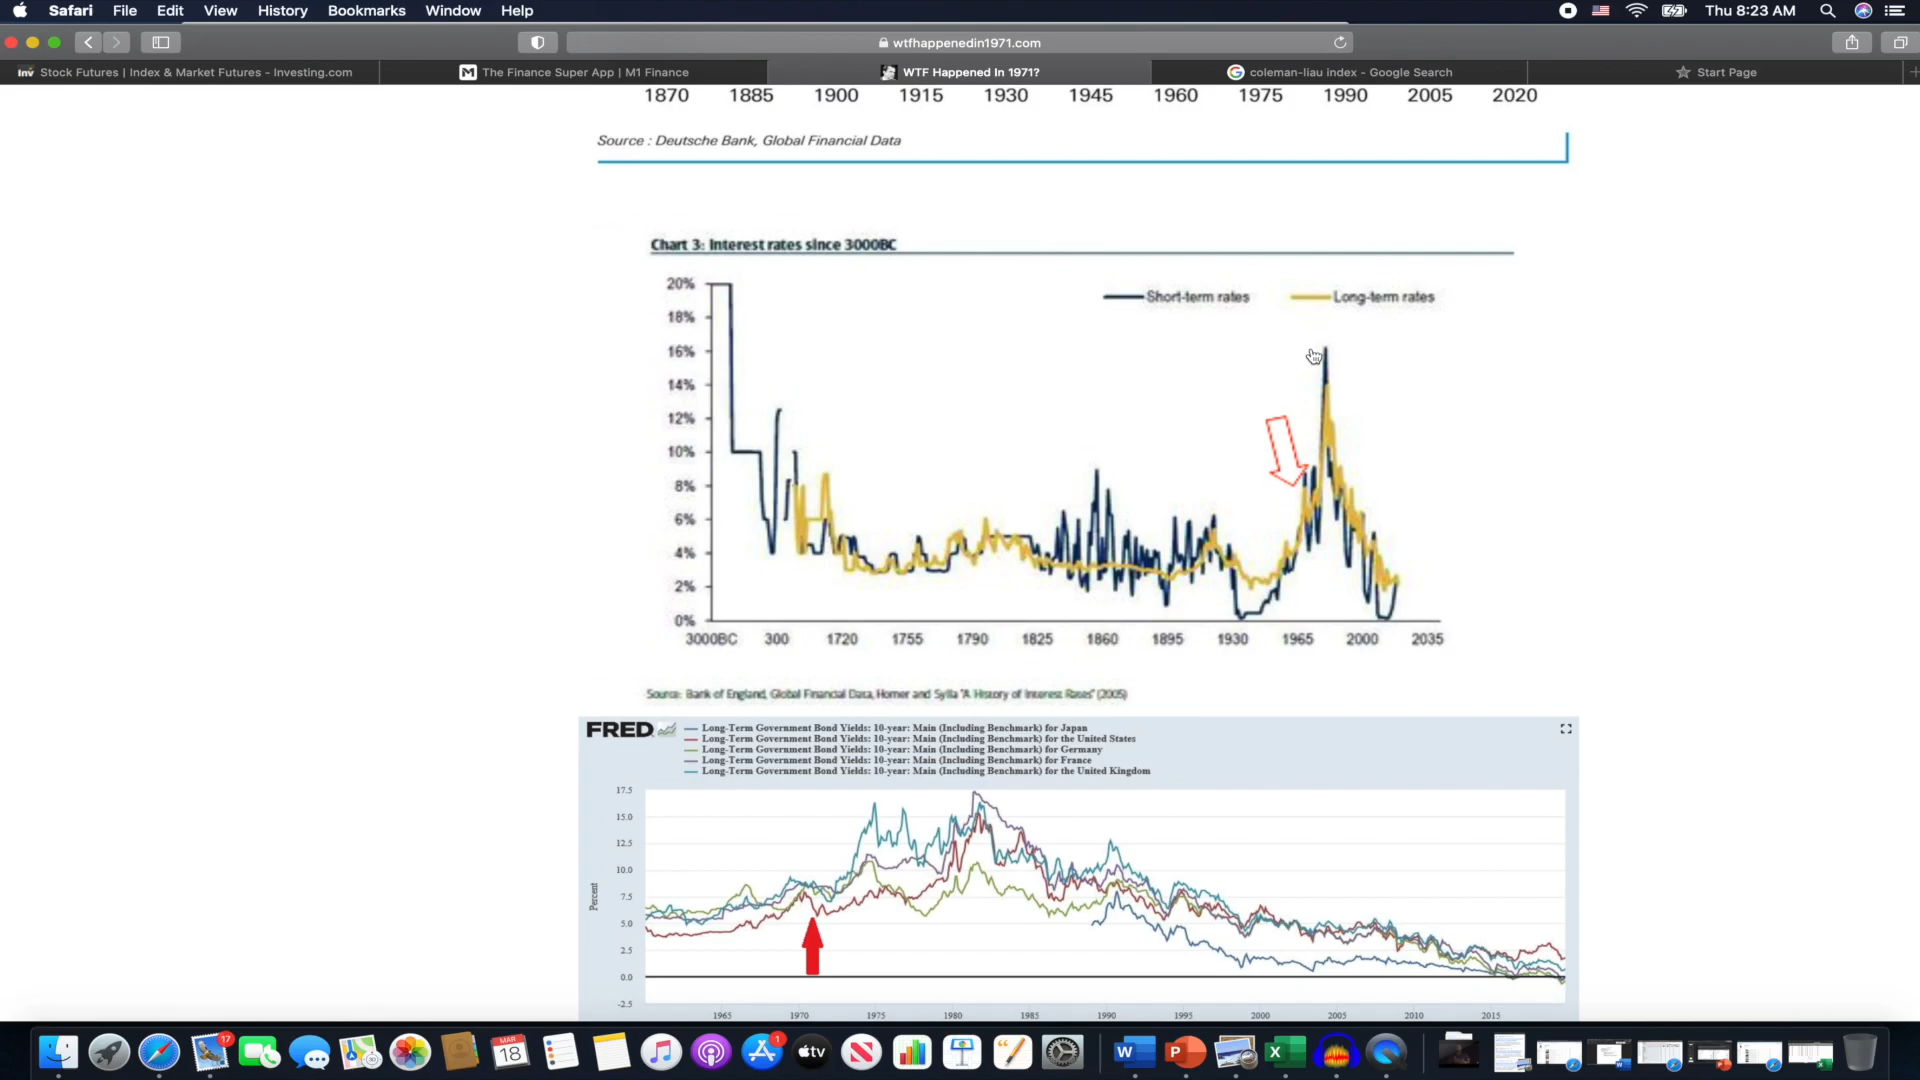 Safari File Edit View History Bookmarks Window Help Thu 8:23 AM
wtfhappenedin1971.com
Inv Stock Futures | Index & Market Futures - Investing.com M The Finance Super App | M1 Finance WTF Happened In 1971? G coleman-liau index - Google Search Start Page
1870 1885 1900 1915 1930 1945 1960 1975 1990 2005 2020
Source : Deutsche Bank, Global Financial Data
Chart 3: Interest rates since 3000BC
Short-term rates Long-term rates
20%
18%
16%
14%
12%
10%
8%
6%
4%
2%
0%
3000BC 300 1720 1755 1790 1825 1860 1895 1930 1965 2000 2035
Source: Bank of England, Global Financial Data, Homer and Sylla "A History of Interest Rates" (2005)
FRED
Long-Term Government Bond Yields: 10-year: Main (Including Benchmark) for Japan
Long-Term Government Bond Yields: 10-year: Main (Including Benchmark) for the United States
Long-Term Government Bond Yields: 10-year: Main (Including Benchmark) for Germany
Long-Term Government Bond Yields: 10-year: Main (Including Benchmark) for France
Long-Term Government Bond Yields: 10-year: Main (Including Benchmark) for the United Kingdom
Percent
17.5
15.0
12.5
10.0
7.5
5.0
2.5
0.0
-2.5
1965 1970 1975 1980 1985 1990 1995 2000 2005 2010 2015
17 MAR 18 1 tv W P X